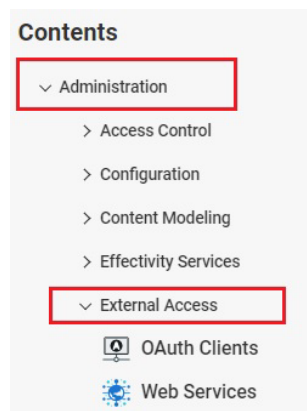 Contents
Administration
Access Control
Configuration
Content Modeling
Effectivity Services
External Access
OAuth Clients
Web Services